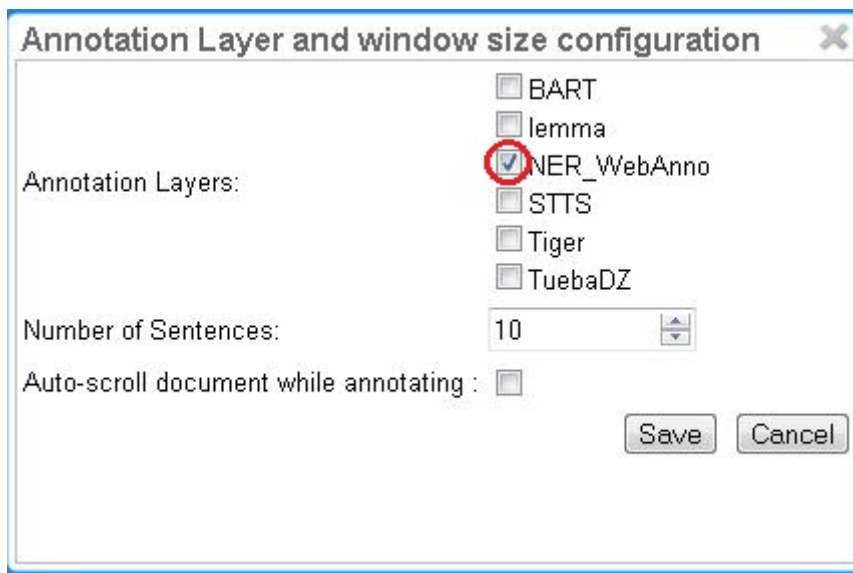 Annotation Layer and window size configuration
BART
lemma
Annotation Layers:
NER_WebAnno
STTS
Tiger
TuebaDZ
Number of Sentences: 10
Auto-scroll document while annotating :
Save Cancel